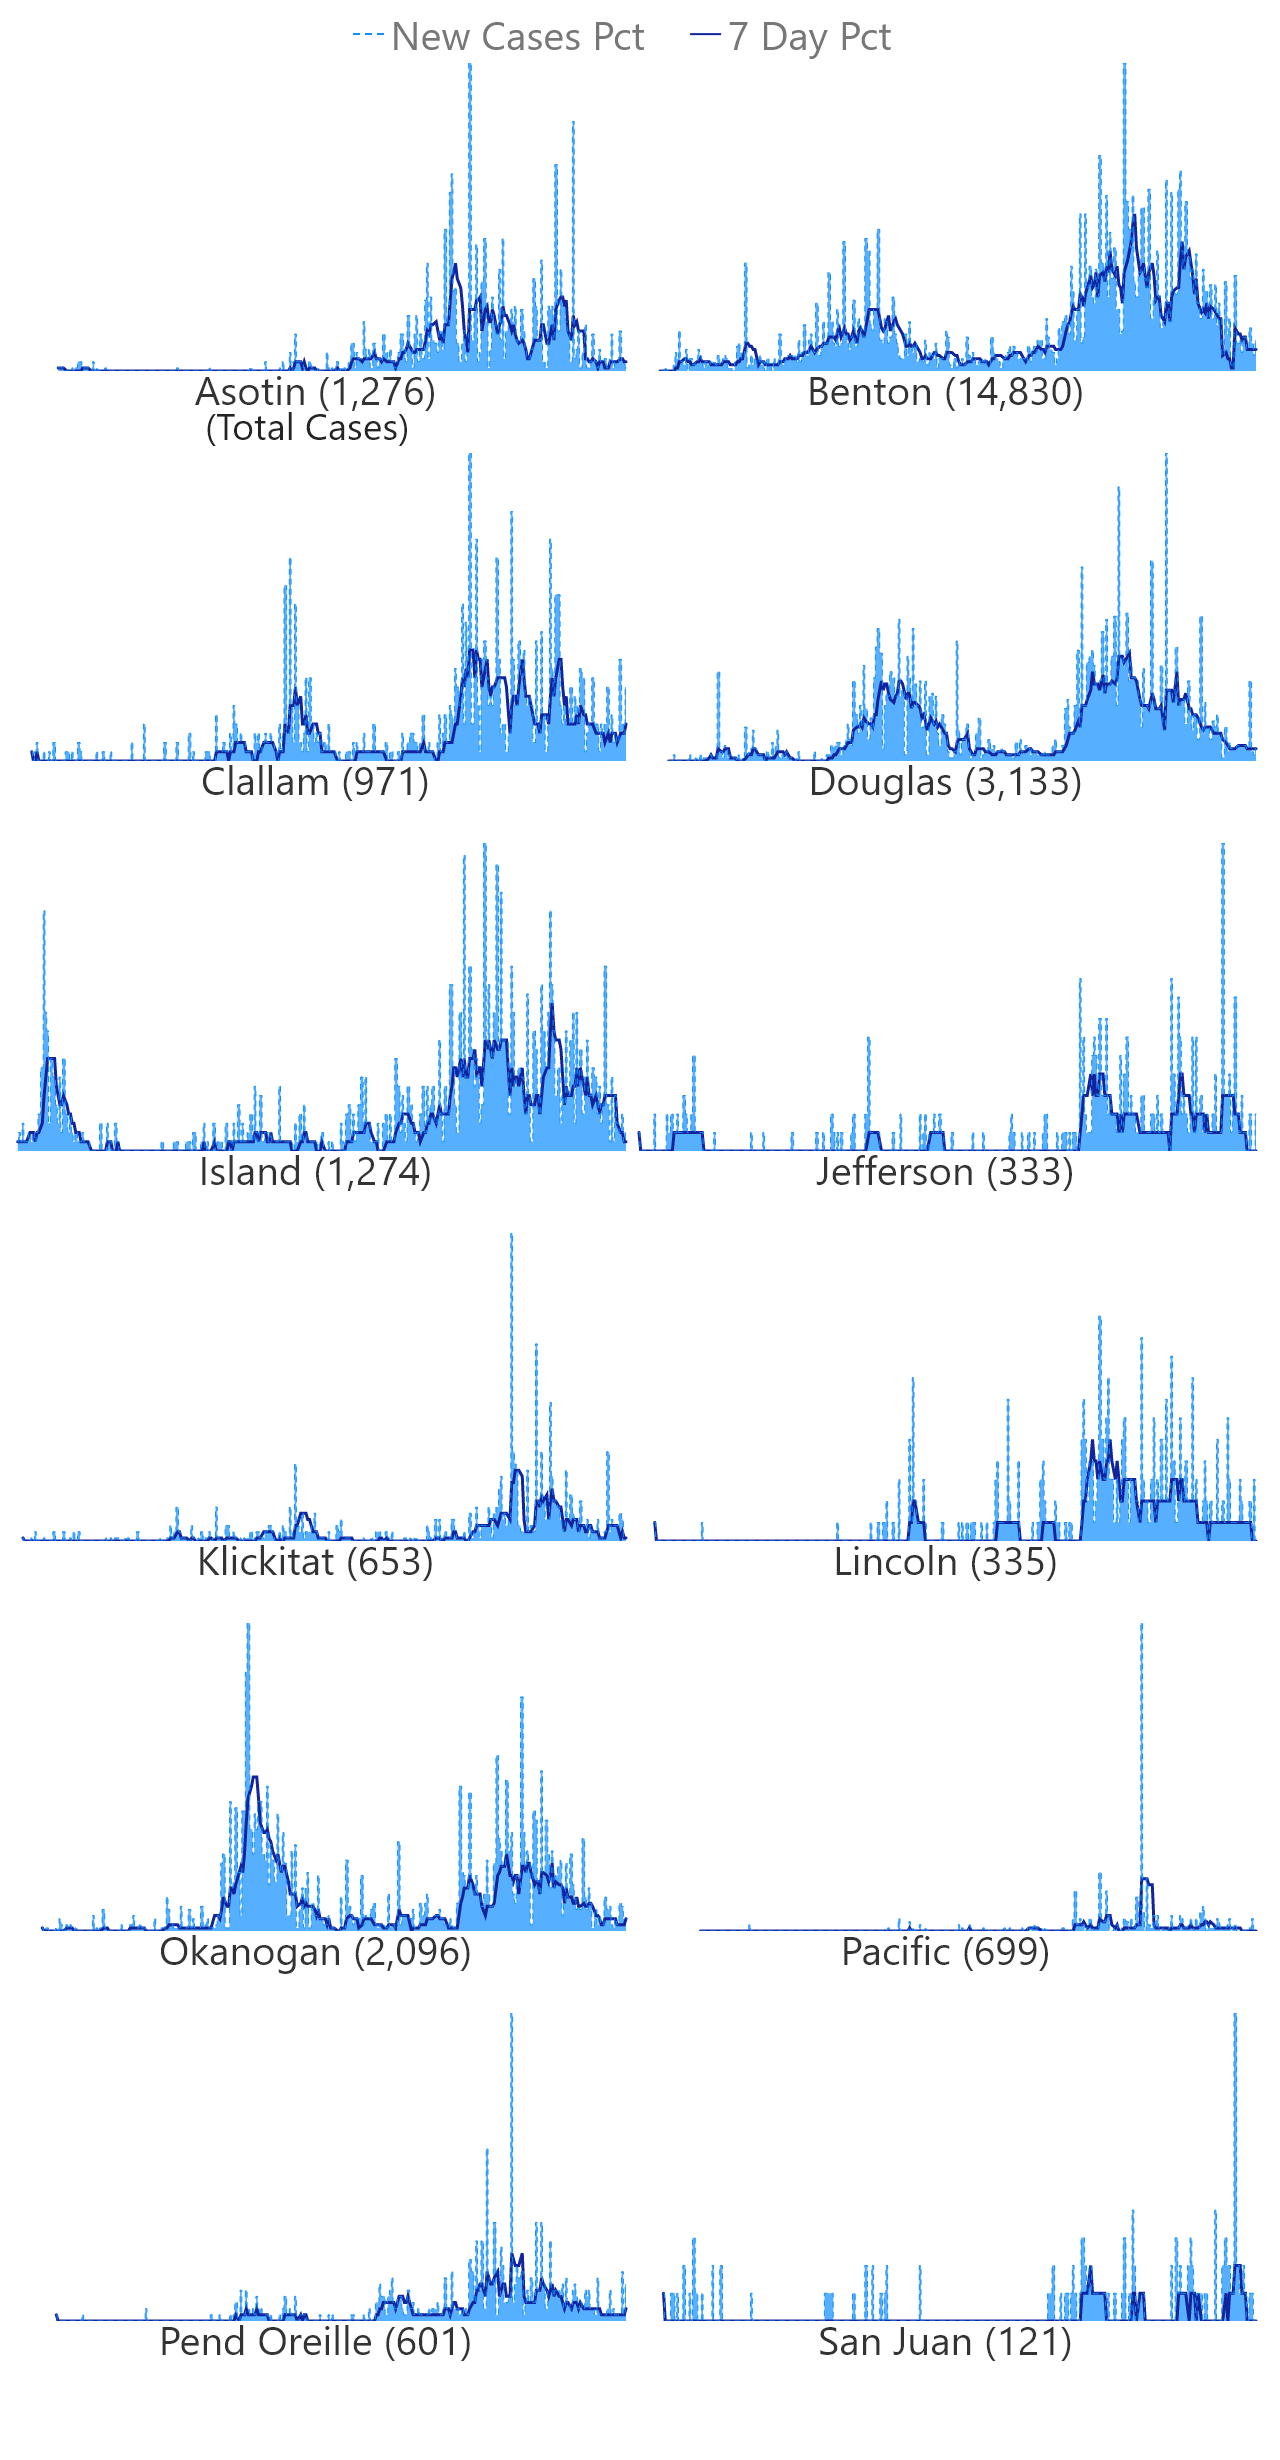 New Cases Pct 7 Day Pct
Asotin (1,276) Benton (14,830)
(Total Cases)
Clallam (971) Douglas (3,133)
Island (1,274) Jefferson (333)
Klickitat (653) Lincoln (335)
Okanogan (2,096) Pacific (699)
Pend Oreille (601) San Juan (121)